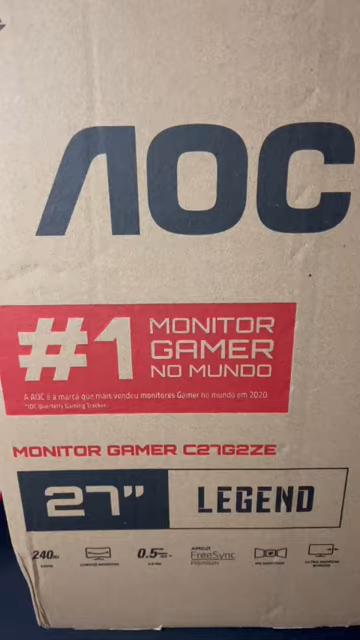 AOC
#1 MONITOR
GAMER
NO MUNDO
A AOC é a marca que mais vendeu monitores Gamer no mundo em 2020.
*IDC Quarterly Gaming Tracker
MONITOR GAMER C27G2ZE
27" LEGEND
240Hz
0.5
AMD
FreeSync
Premium